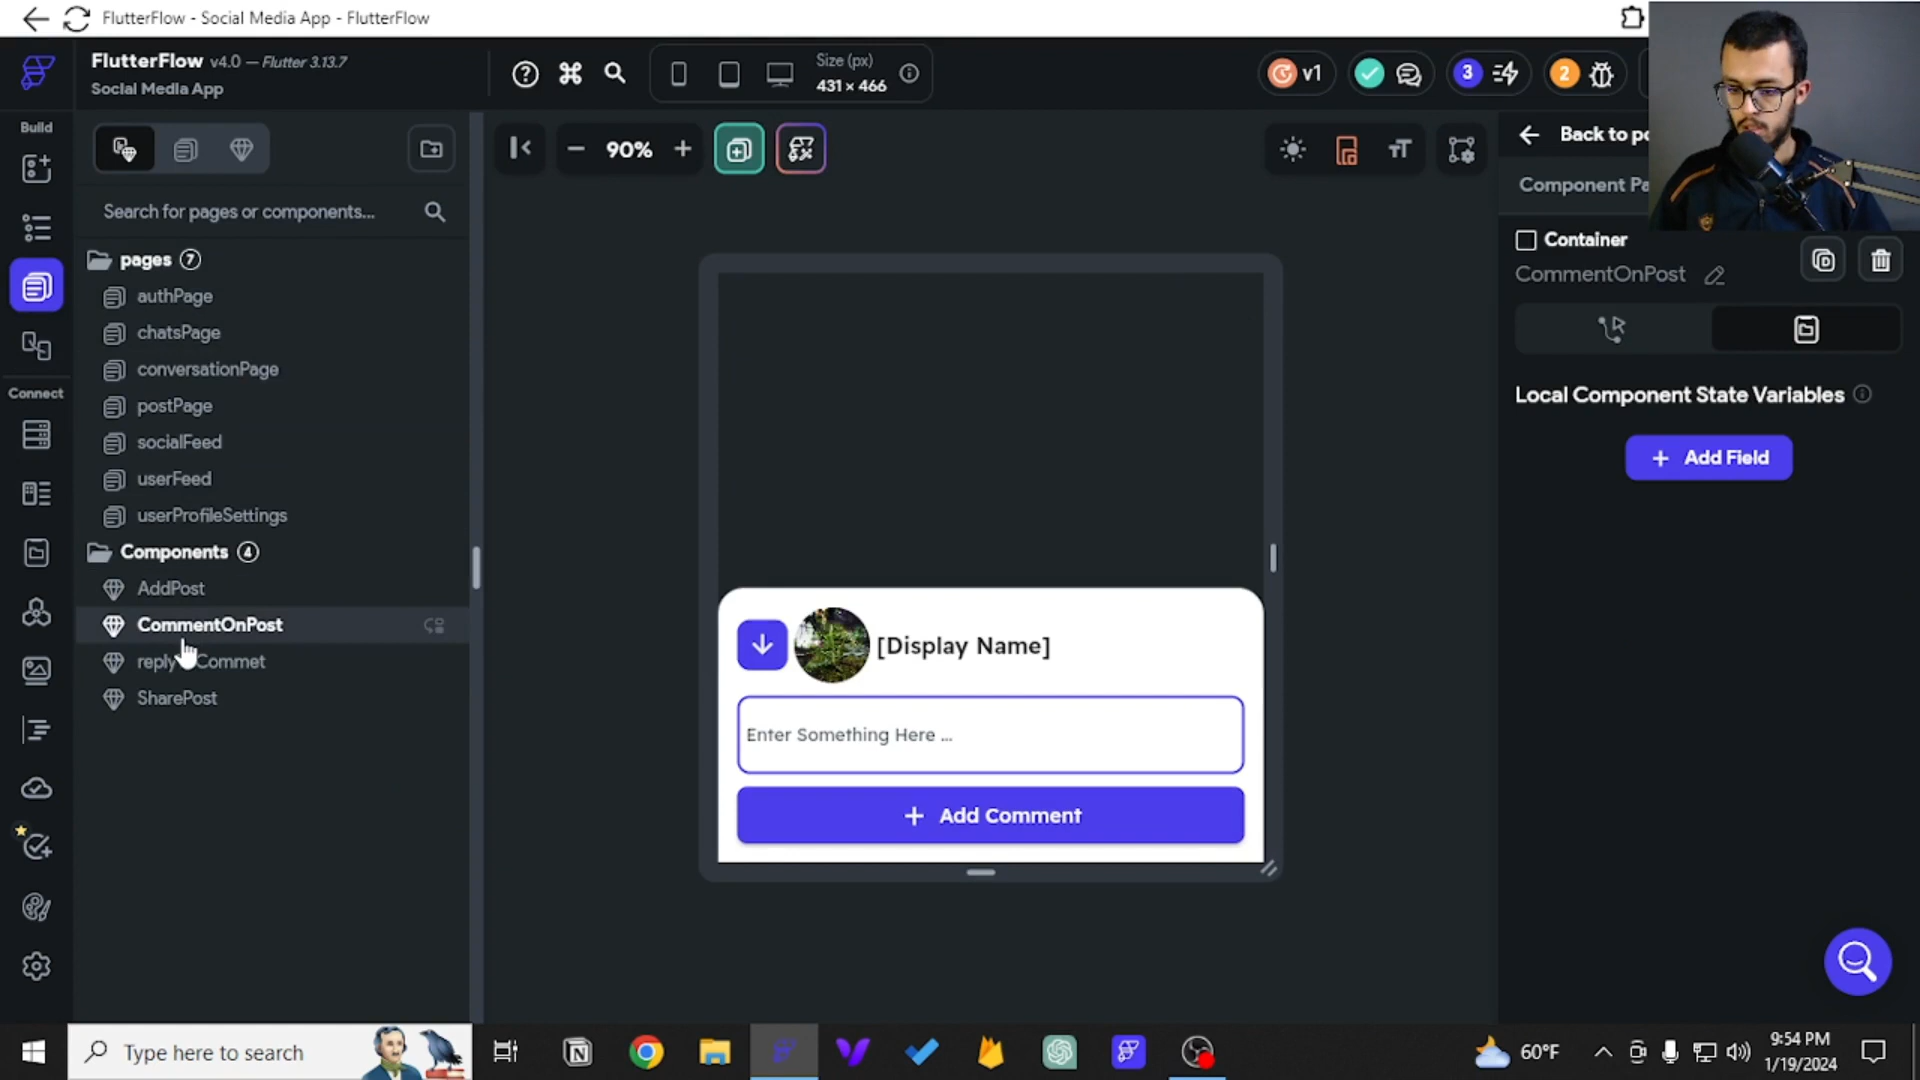 FlutterFlow - Social Media App - FlutterFlow
FlutterFlow v4.0 — Flutter 3.13.7
Social Media App
Size (px)
431 × 466
v1
3
2
Build
90%
Back to po
Component Pa
Search for pages or components...
pages 7
authPage
chatsPage
conversationPage
postPage
socialFeed
userFeed
userProfileSettings
Connect
Components 4
AddPost
CommentOnPost
reply Commet
SharePost
Container
CommentOnPost
Local Component State Variables
+ Add Field
[Display Name]
Enter Something Here ...
+ Add Comment
Type here to search
60°F
9:54 PM
1/19/2024